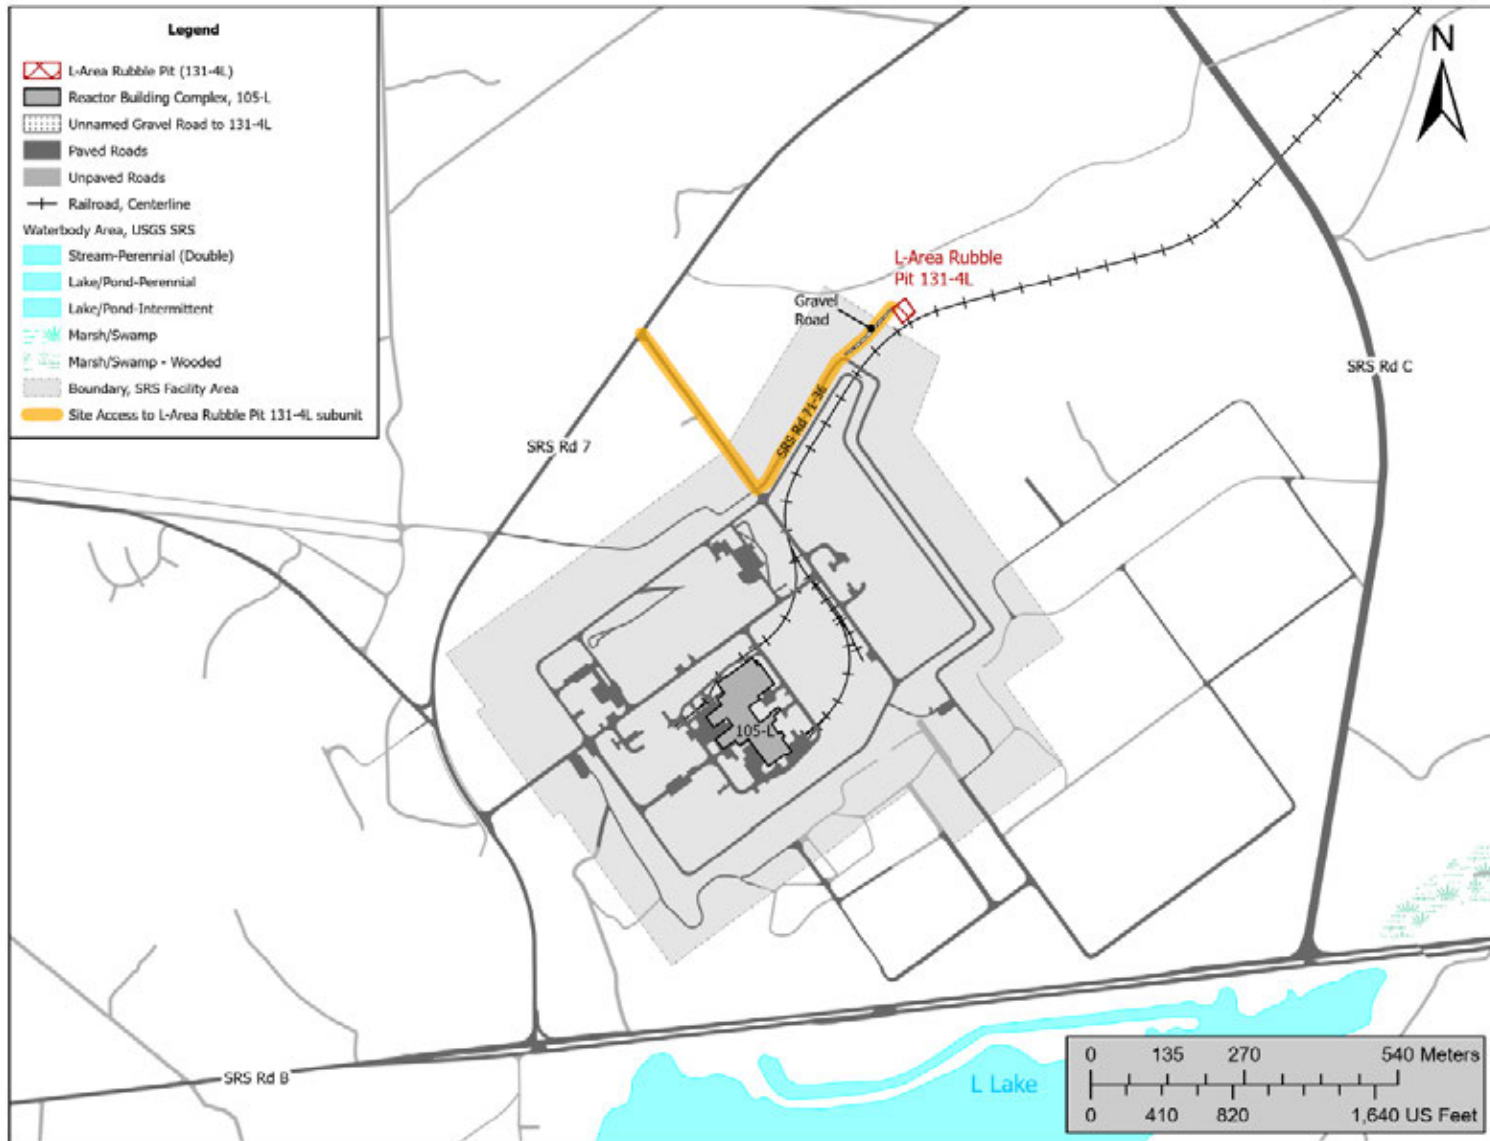 Legend
L-Area Rubble Pit (131-4L)
Reactor Building Complex, 105-L
Unnamed Gravel Road to 131-4L
Paved Roads
Unpaved Roads
Railroad, Centerline
Waterbody Area, USGS SRS
Stream-Perennial (Double)
Lake/Pond-Perennial
Lake/Pond-Intermittent
Marsh/Swamp
Marsh/Swamp - Wooded
Boundary, SRS Facility Area
Site Access to L-Area Rubble Pit 131-4L subunit
N
L-Area Rubble
Pit 131-4L
Gravel
Road
SRS Rd C
SRS Rd 71-36
SRS Rd 7
105-L
SRS Rd B
L Lake
0 135 270 540 Meters
0 410 820 1,640 US Feet